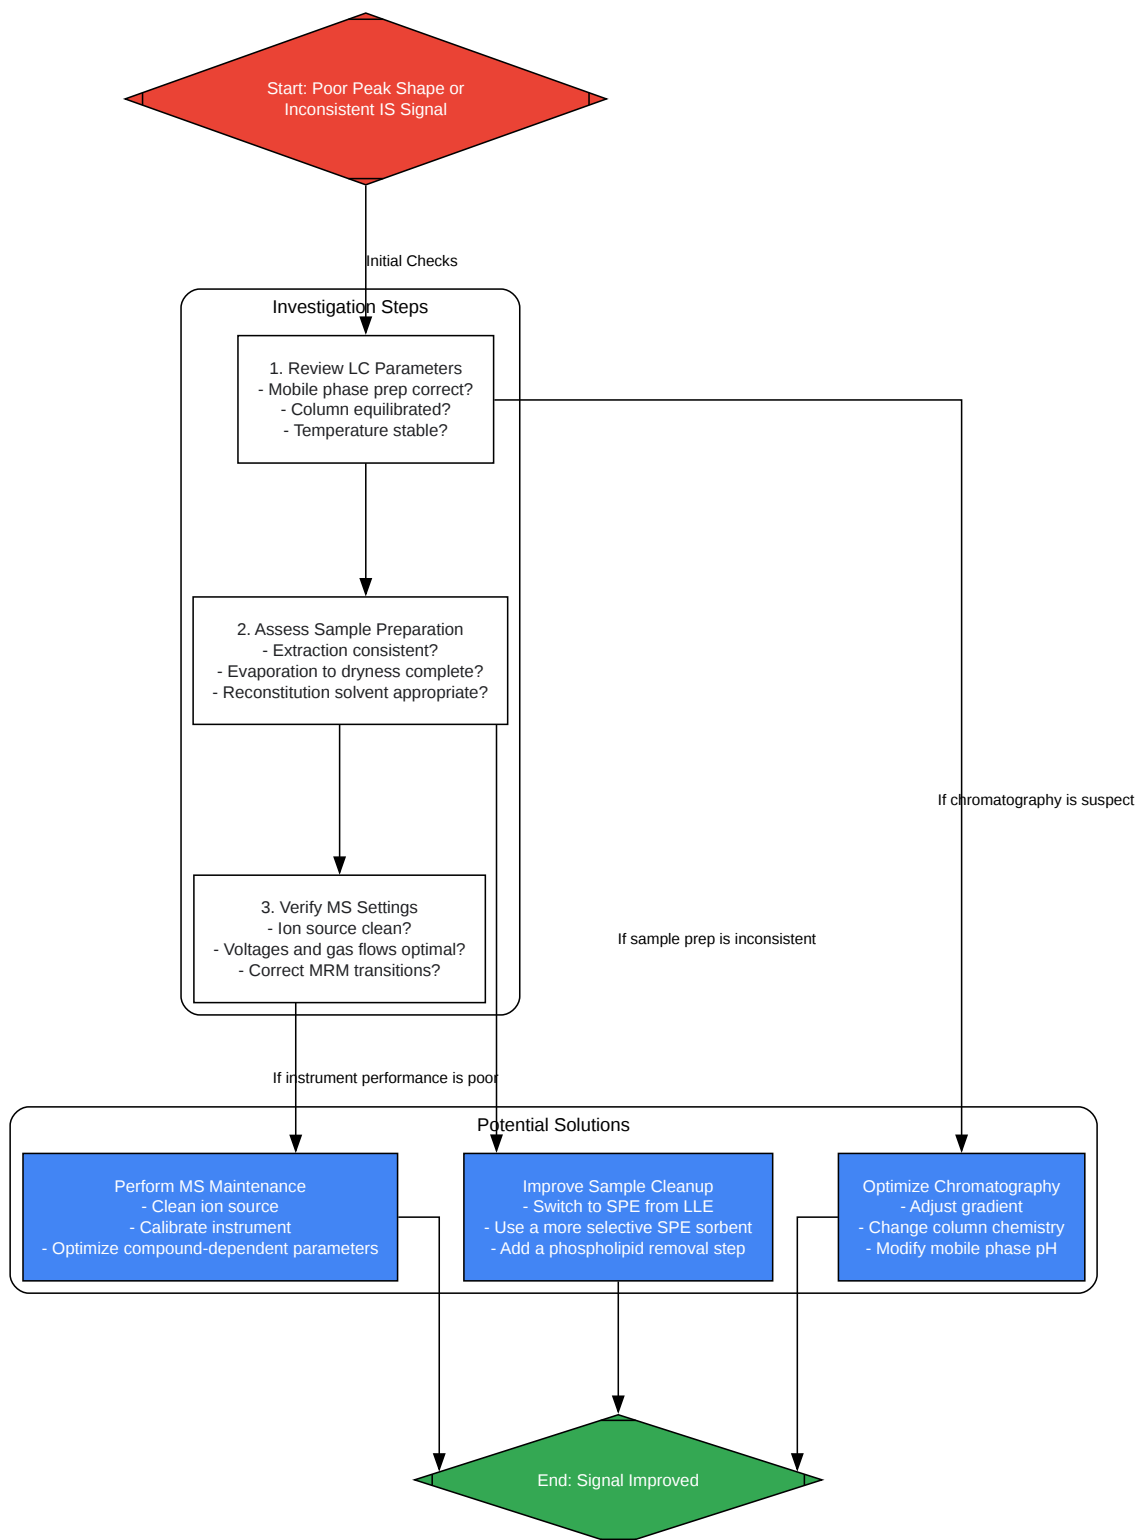 Start: Poor Peak Shape or
Inconsistent IS Signal
Initial Checks
Investigation Steps
1. Review LC Parameters
- Mobile phase prep correct?
- Column equilibrated?
- Temperature stable?
2. Assess Sample Preparation
- Extraction consistent?
- Evaporation to dryness complete?
- Reconstitution solvent appropriate?
If chromatography is suspect
3. Verify MS Settings
- Ion source clean?
- Voltages and gas flows optimal?
- Correct MRM transitions?
If sample prep is inconsistent
If instrument performance is poor
Potential Solutions
Perform MS Maintenance
- Clean ion source
- Calibrate instrument
- Optimize compound-dependent parameters
Improve Sample Cleanup
- Switch to SPE from LLE
- Use a more selective SPE sorbent
- Add a phospholipid removal step
Optimize Chromatography
- Adjust gradient
- Change column chemistry
- Modify mobile phase pH
End: Signal Improved